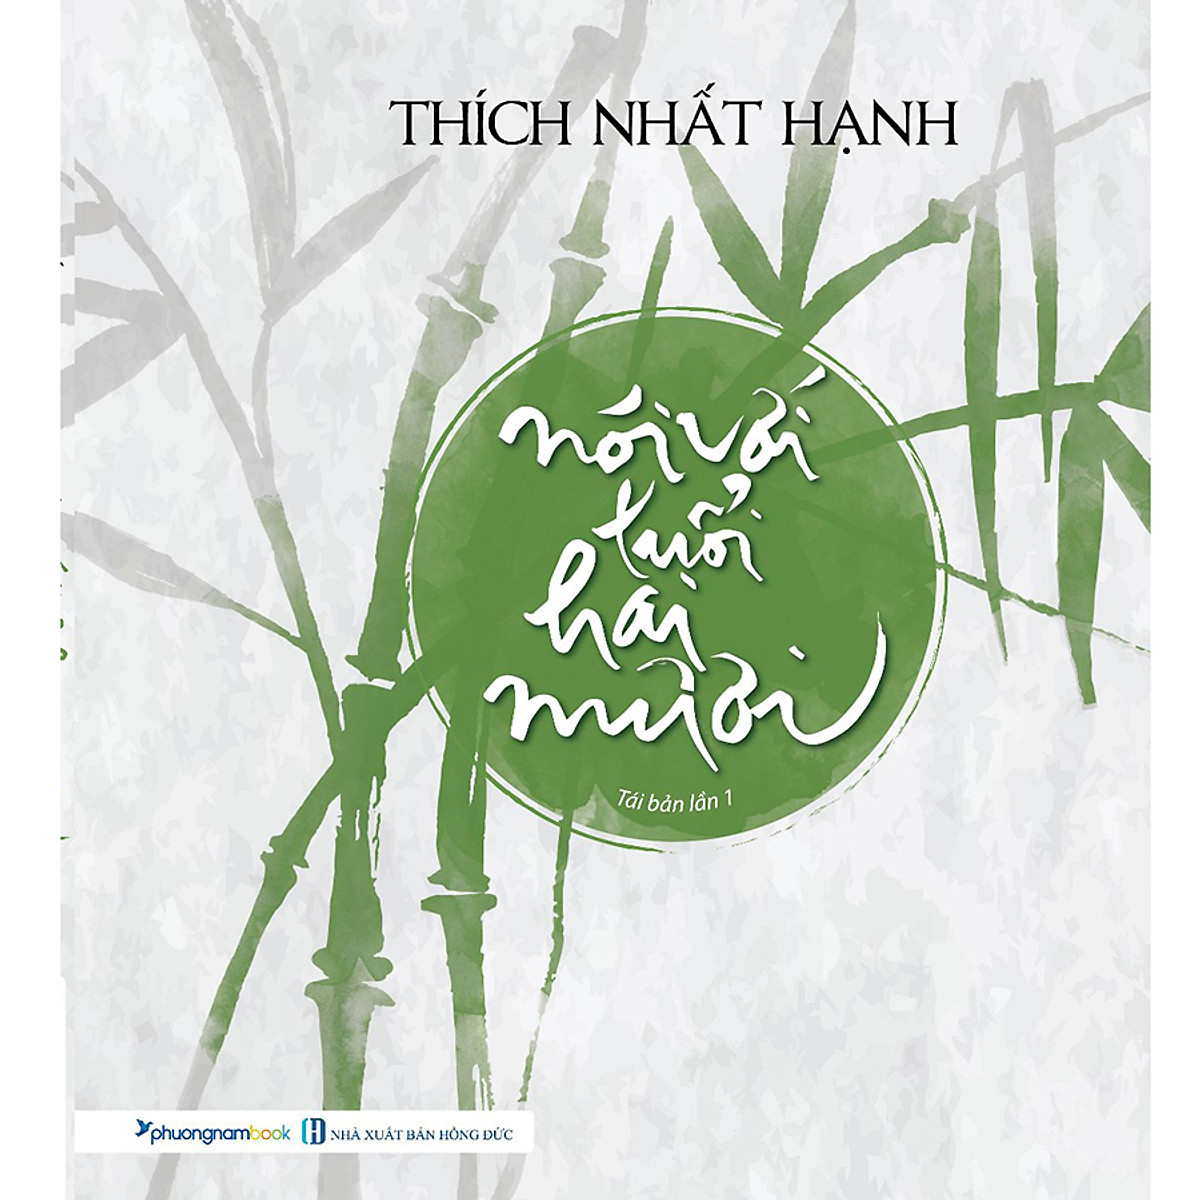 THÍCH NHẤT HẠNH
nói với
tuổi
hai
mươi
Tái bản lần 1
phuongnambook NHÀ XUẤT BẢN HỒNG ĐỨC